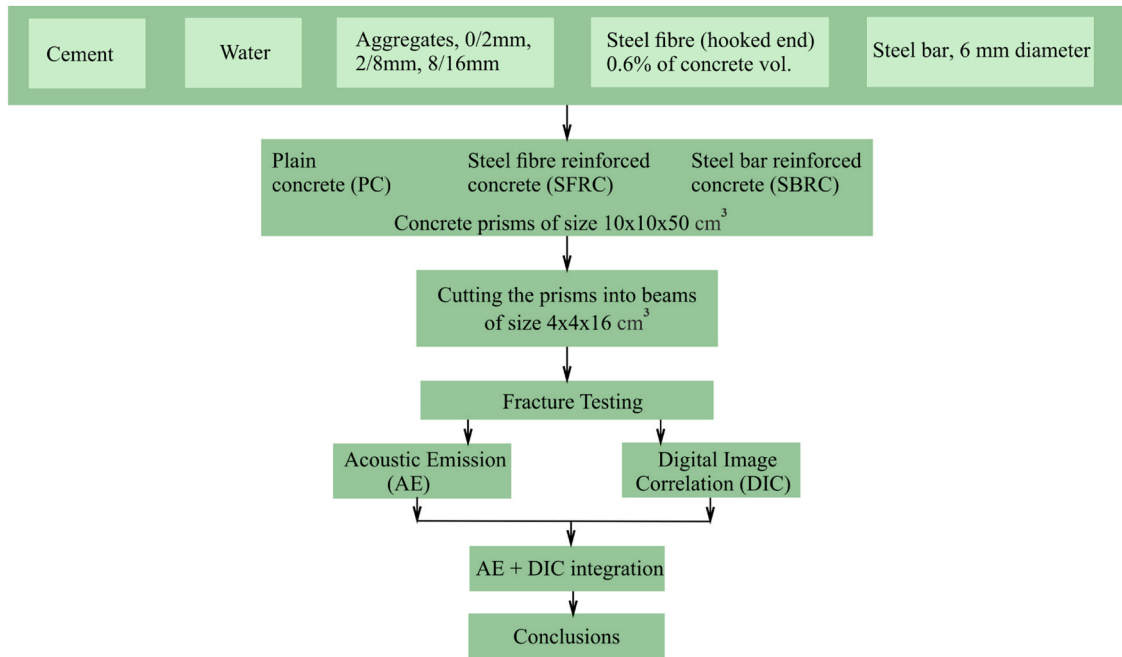 Cement
Water
Aggregates, 0/2mm,
2/8mm, 8/16mm
Steel fibre (hooked end)
0.6% of concrete vol.
Steel bar, 6 mm diameter
Plain
concrete (PC)
Steel fibre reinforced
concrete (SFRC)
Steel bar reinforced
concrete (SBRC)
Concrete prisms of size 10x10x50 cm³
Cutting the prisms into beams
of size 4x4x16 cm³
Fracture Testing
Acoustic Emission
(AE)
Digital Image
Correlation (DIC)
AE + DIC integration
Conclusions